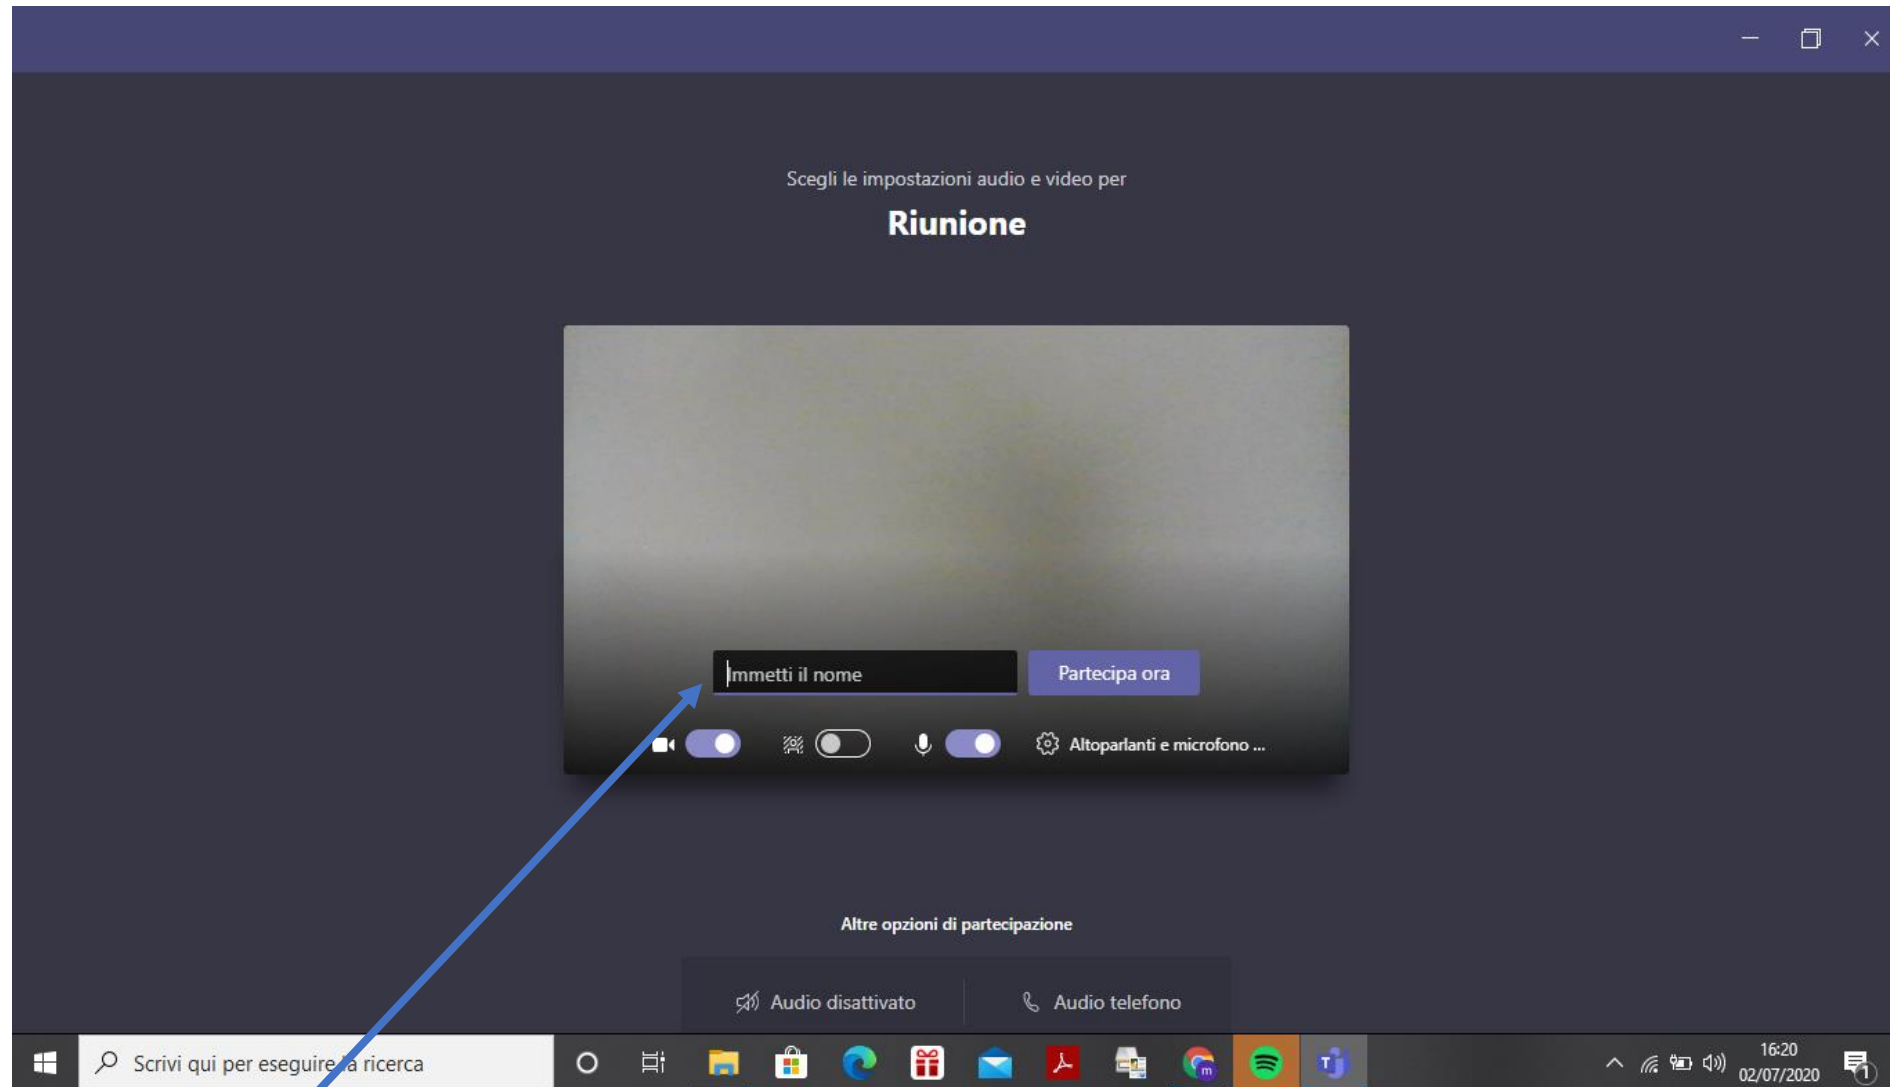 Scegli le impostazioni audio e video per
Riunione
Immetti il nome
Partecipa ora
Altoparlanti e microfono ...
Altre opzioni di partecipazione
Audio disattivato
Audio telefono
Scrivi qui per eseguire la ricerca
m
T
16:20
02/07/2020
1